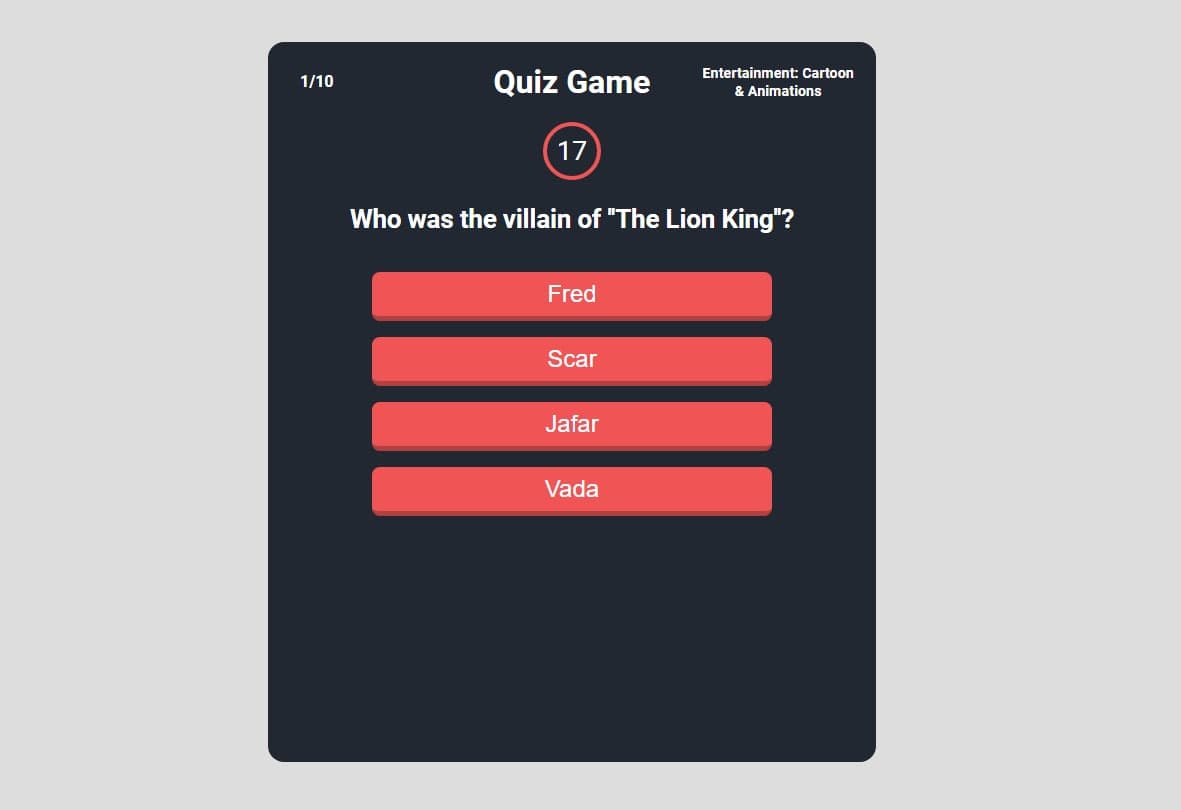 1/10
Quiz Game
Entertainment: Cartoon
& Animations
17
Who was the villain of "The Lion King"?
Fred
Scar
Jafar
Vada